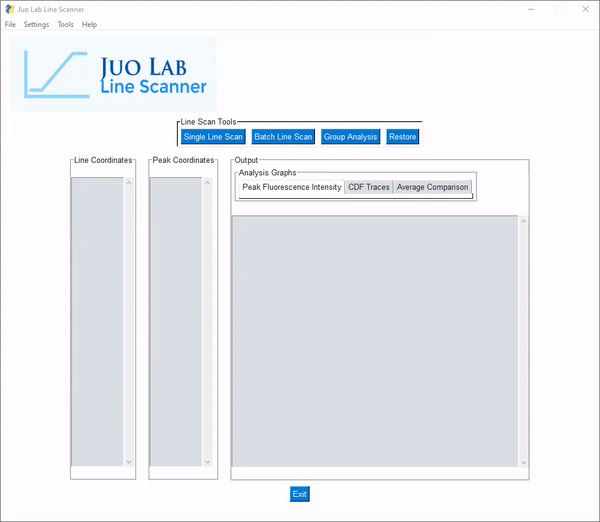 Juo Lab Line Scanner
File Settings Tools Help
JUO LAB
Line Scanner
Line Scan Tools
Single Line Scan Batch Line Scan Group Analysis Restore
Line Coordinates Peak Coordinates Output
Analysis Graphs
Peak Fluorescence Intensity CDF Traces Average Comparison
Exit